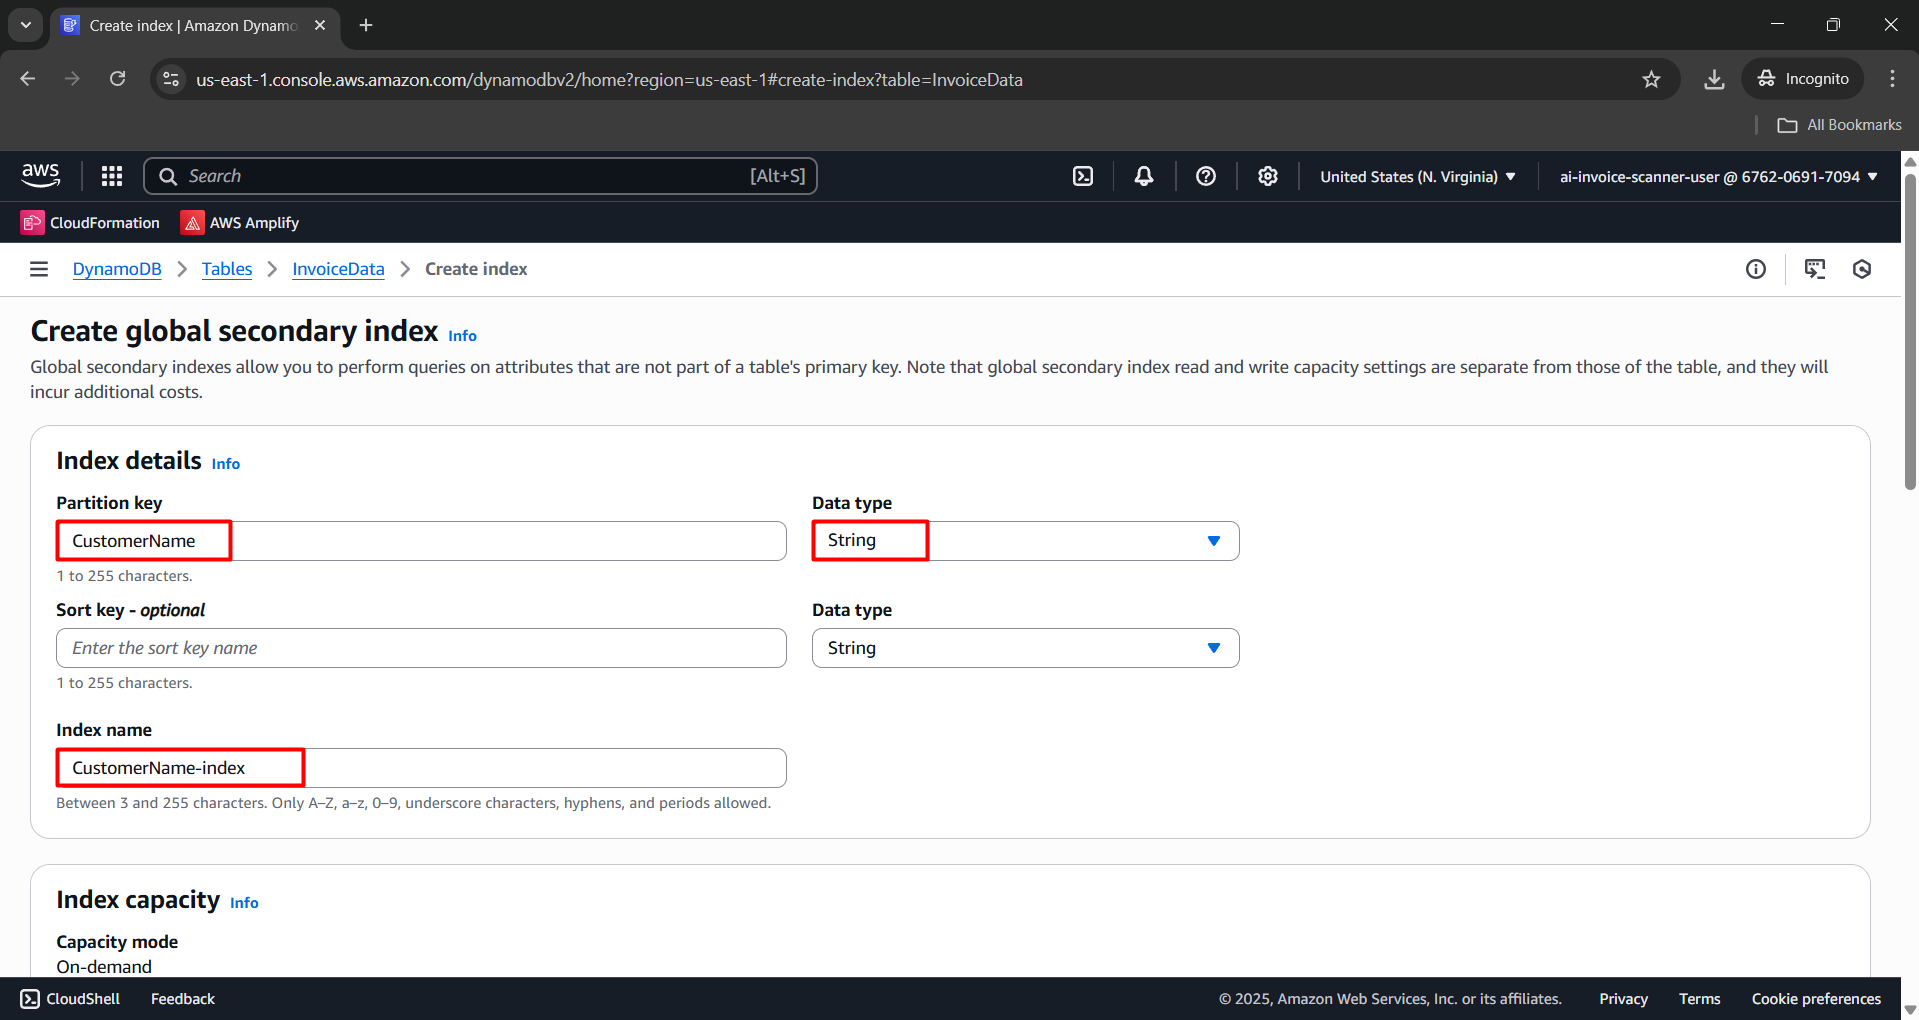 Create index | Amazon Dynamo
us-east-1.console.aws.amazon.com/dynamodbv2/home?region=us-east-1#create-index?table=InvoiceData
Incognito
All Bookmarks
aws
Search
[Alt+S]
United States (N. Virginia)
ai-invoice-scanner-user @ 6762-0691-7094
CloudFormation
AWS Amplify
DynamoDB
Tables
InvoiceData
Create index
Create global secondary index Info
Global secondary indexes allow you to perform queries on attributes that are not part of a table's primary key. Note that global secondary index read and write capacity settings are separate from those of the table, and they will
incur additional costs.
Index details Info
Partition key
Data type
CustomerName
String
1 to 255 characters.
Sort key - optional
Data type
Enter the sort key name
String
1 to 255 characters.
Index name
CustomerName-index
Between 3 and 255 characters. Only A–Z, a–z, 0–9, underscore characters, hyphens, and periods allowed.
Index capacity Info
Capacity mode
On-demand
CloudShell
Feedback
© 2025, Amazon Web Services, Inc. or its affiliates.
Privacy
Terms
Cookie preferences